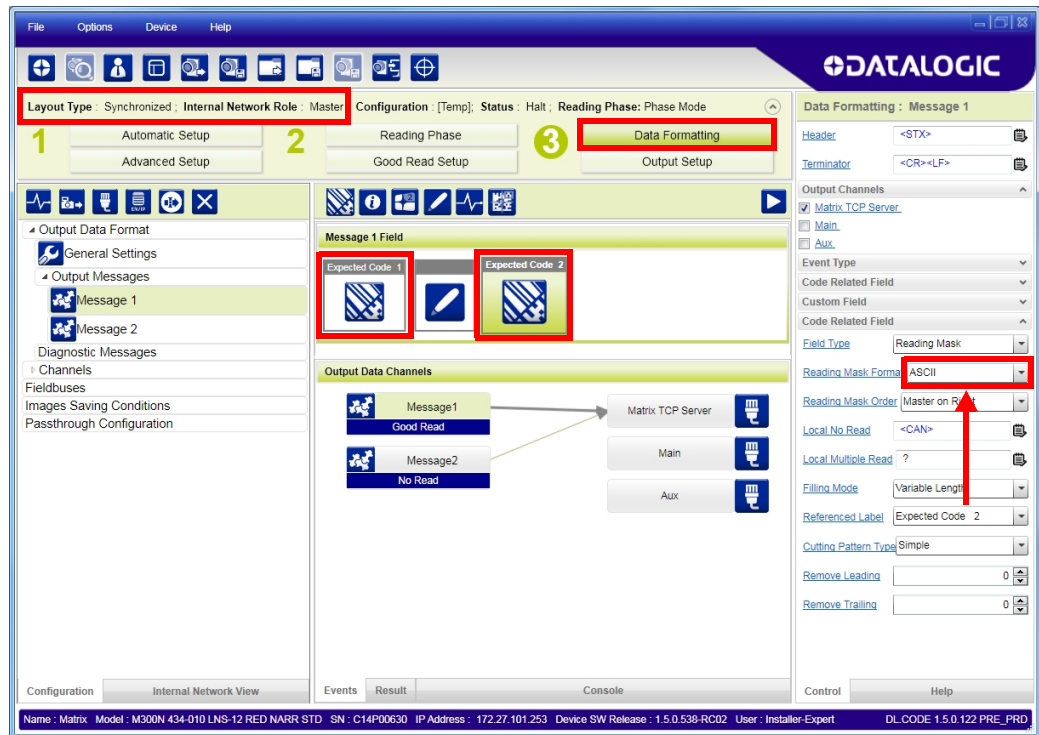 File Options Device Help
DATALOGIC
Layout Type : Synchronized ; Internal Network Role : Master Configuration : [Temp]; Status : Halt ; Reading Phase: Phase Mode
1 Automatic Setup
Advanced Setup
2 Reading Phase
Good Read Setup
3 Data Formatting
Output Setup
Output Data Format
General Settings
Output Messages
Message 1
Message 2
Diagnostic Messages
Channels
Fieldbuses
Images Saving Conditions
Passthrough Configuration
Configuration Internal Network View
Message 1 Field
Expected Code 1
Expected Code 2
Output Data Channels
Message1
Good Read
Message2
No Read
Matrix TCP Server
Main
Aux
Events Result Console
Data Formatting : Message 1
Header <STX>
Terminator <CR><LF>
Output Channels
Matrix TCP Server
Main
Aux
Event Type
Code Related Field
Custom Field
Code Related Field
Field Type Reading Mask
Reading Mask Forma ASCII
Reading Mask Order Master on Right
Local No Read <CAN>
Local Multiple Read ?
Filling Mode Variable Length
Referenced Label Expected Code 2
Cutting Pattern Type Simple
Remove Leading 0
Remove Trailing 0
Control Help
Name : Matrix Model : M300N 434-010 LNS-12 RED NARR STD SN : C14P00630 IP Address : 172.27.101.253 Device SW Release : 1.5.0.538-RC02 User : Installer-Expert DL.CODE 1.5.0.122 PRE_PRD